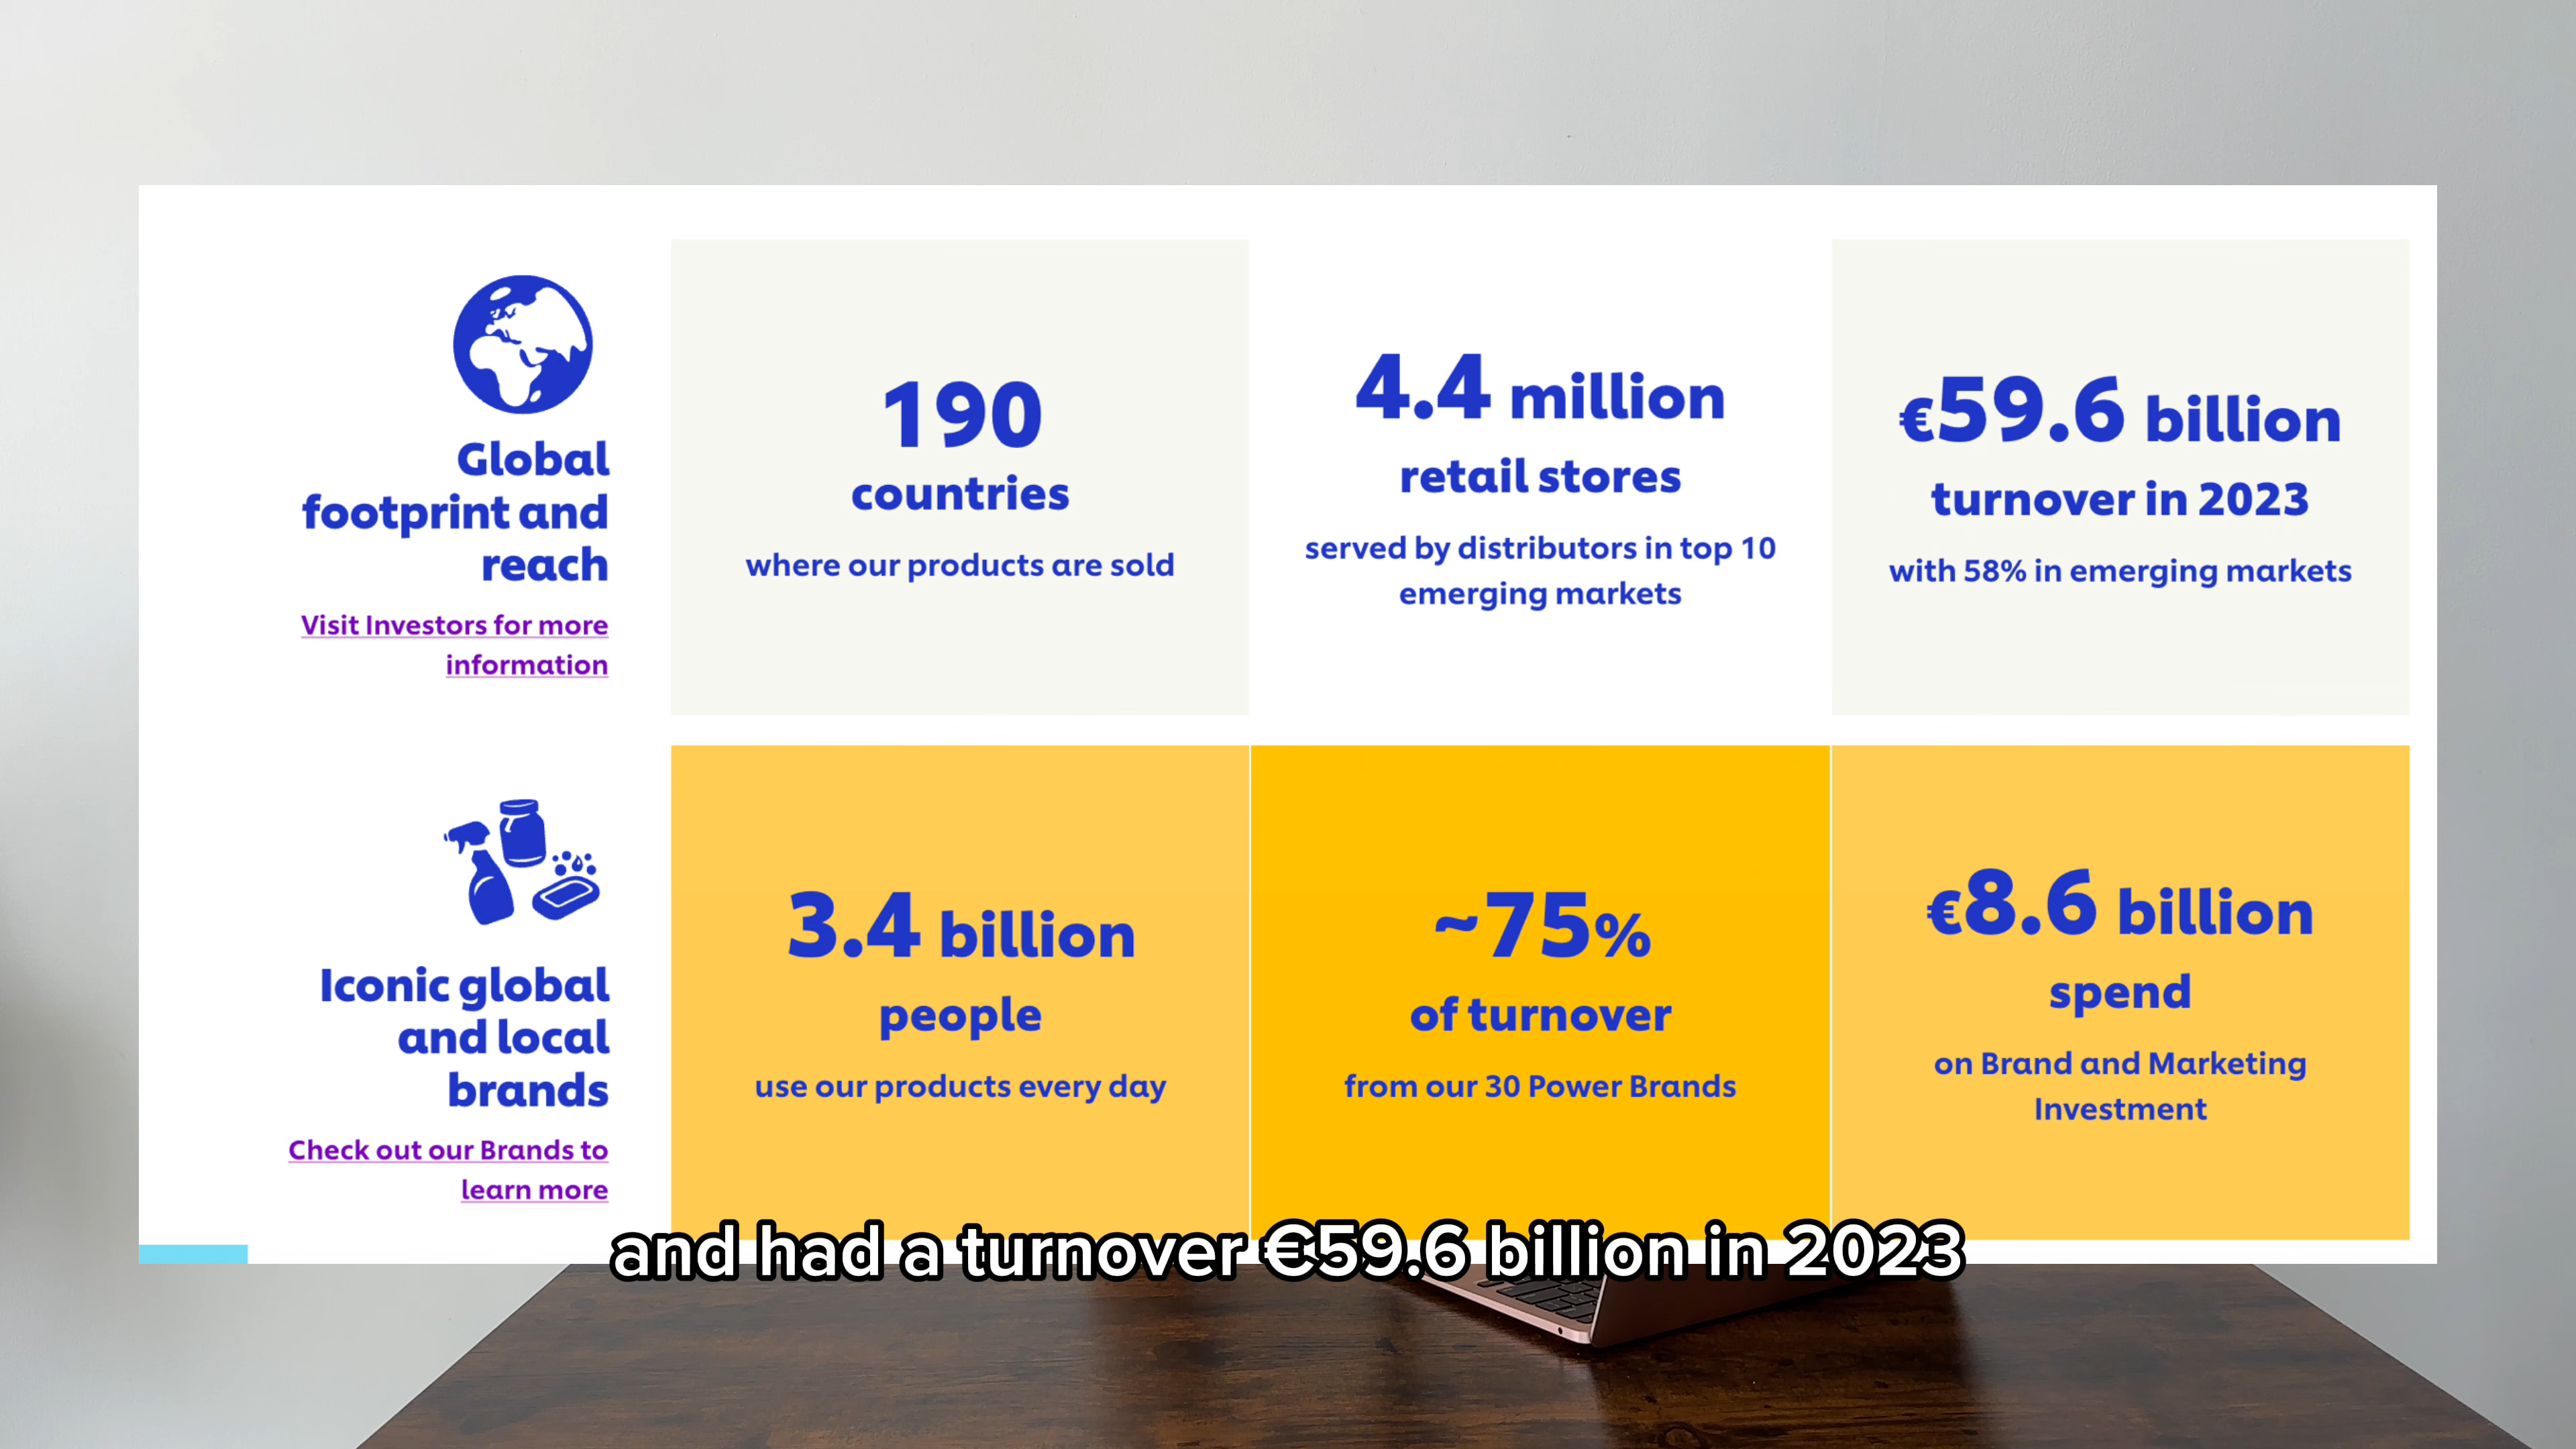 Global
footprint and
reach
Visit Investors for more
information
190
countries
where our products are sold
4.4 million
retail stores
served by distributors in top 10
emerging markets
€59.6 billion
turnover in 2023
with 58% in emerging markets
Iconic global
and local
brands
Check out our Brands to
learn more
3.4 billion
people
use our products every day
~75%
of turnover
from our 30 Power Brands
€8.6 billion
spend
on Brand and Marketing
Investment
and had a turnover €59.6 billion in 2023